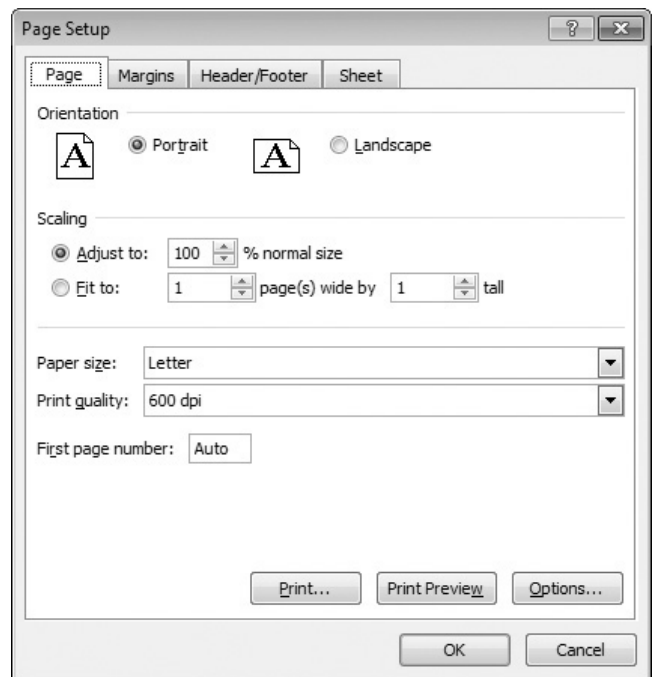 Page Setup
Page Margins Header/Footer Sheet
Orientation
A Portrait A Landscape
Scaling
Adjust to: 100 % normal size
Fit to: 1 page(s) wide by 1 tall
Paper size: Letter
Print quality: 600 dpi
First page number: Auto
Print... Print Preview Options...
OK Cancel